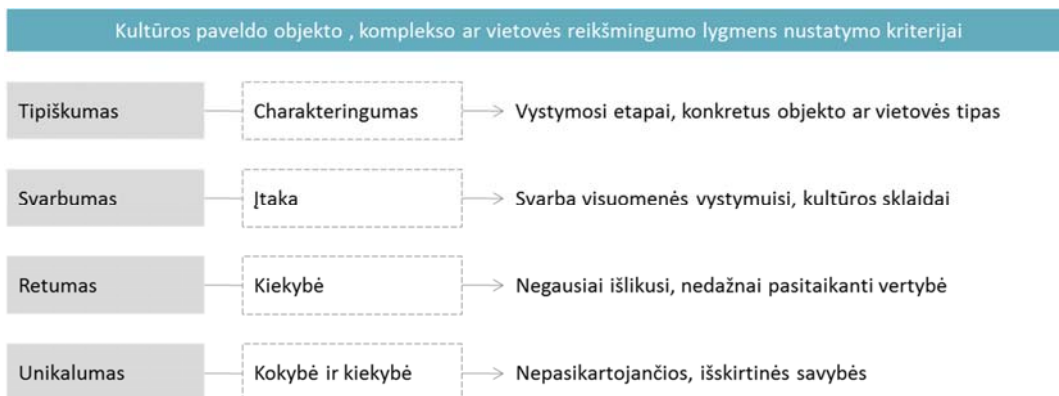 Kultūros paveldo objekto , komplekso ar vietovės reikšmingumo lygmens nustatymo kriterijai
Tipiškumas Charakteringumas Vystymosi etapai, konkretus objekto ar vietovės tipas
Svarbumas Įtaka Svarba visuomenės vystymuisi, kultūros sklaidai
Retumas Kiekybė Negausiai išlikusi, nedažnai pasitaikanti vertybė
Unikalumas Kokybė ir kiekybė Nepasikartojančios, išskirtinės savybės